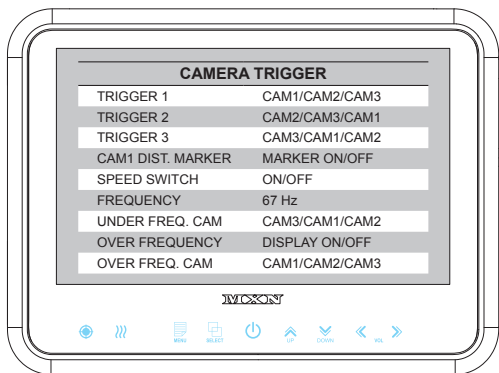 CAMERA TRIGGER
TRIGGER 1 CAM1/CAM2/CAM3
TRIGGER 2 CAM2/CAM3/CAM1
TRIGGER 3 CAM3/CAM1/CAM2
CAM1 DIST. MARKER MARKER ON/OFF
SPEED SWITCH ON/OFF
FREQUENCY 67 Hz
UNDER FREQ. CAM CAM3/CAM1/CAM2
OVER FREQUENCY DISPLAY ON/OFF
OVER FREQ. CAM CAM1/CAM2/CAM3
MXN
MENU SELECT UP DOWN VOL